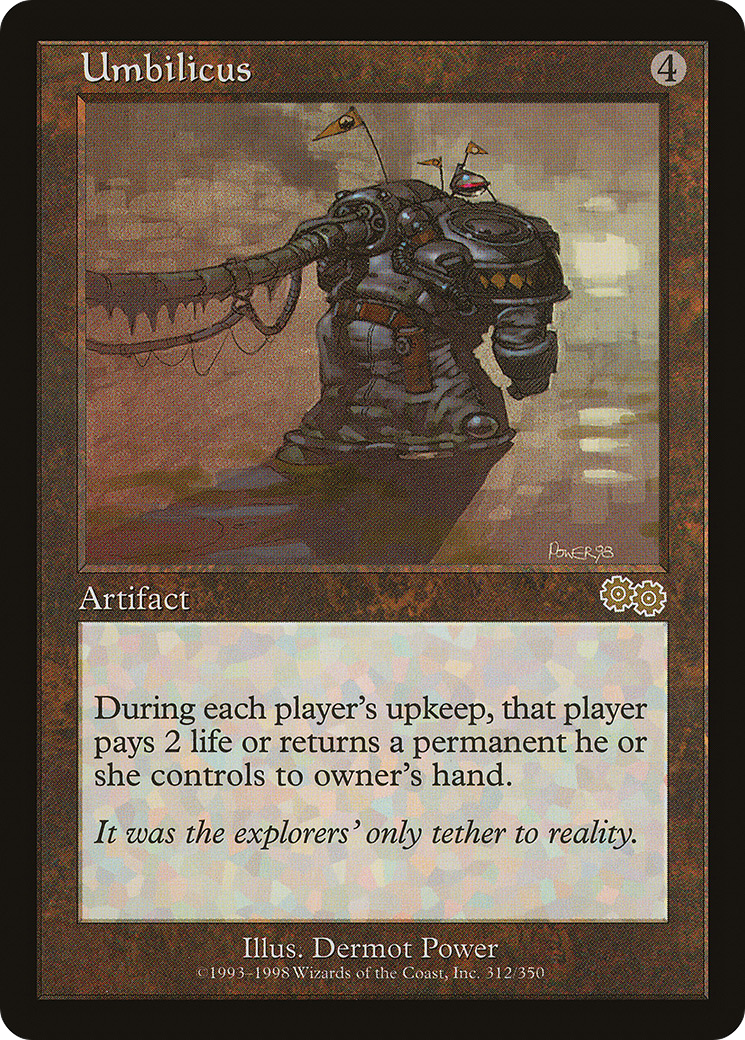 Umbilicus 4
POWER98
Artifact
During each player's upkeep, that player
pays 2 life or returns a permanent he or
she controls to owner's hand.
It was the explorers' only tether to reality.
Illus. Dermot Power
©1993–1998 Wizards of the Coast, Inc. 312/350